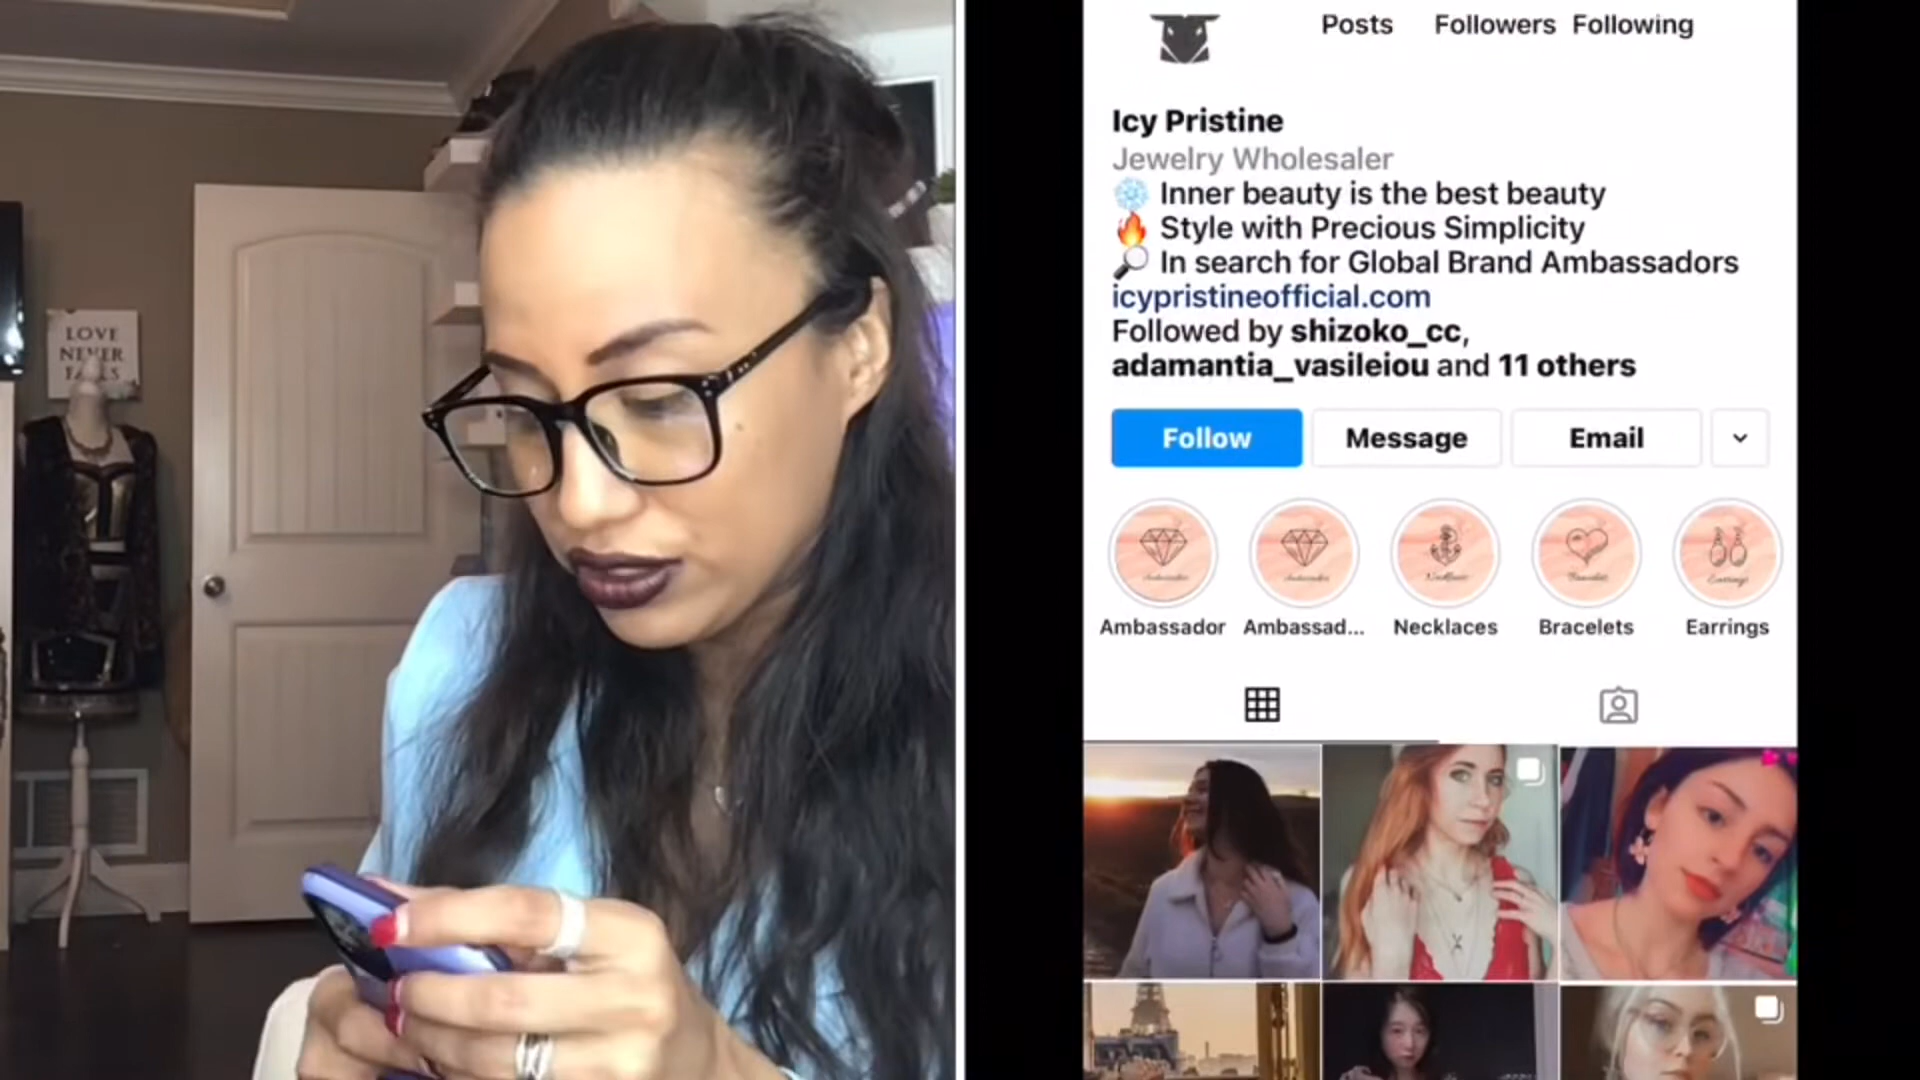 LOVE
NEVER
FAILS
Posts Followers Following
Icy Pristine
Jewelry Wholesaler
Inner beauty is the best beauty
Style with Precious Simplicity
In search for Global Brand Ambassadors
icypristineofficial.com
Followed by shizoko_cc,
adamantia_vasileiou and 11 others
Follow Message Email
Ambassador Ambassad... Necklaces Bracelets Earrings